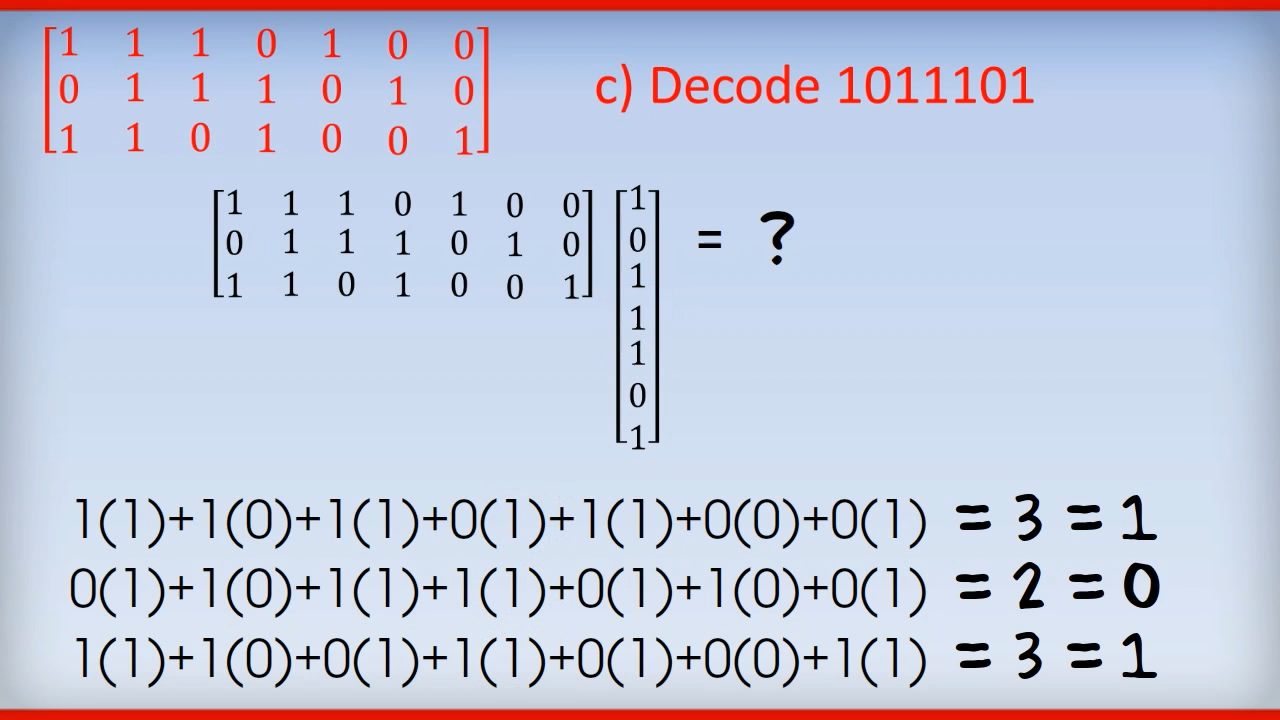 1 1 1 0 1 0 0
0 1 1 1 0 1 0
1 1 0 1 0 0 1
c) Decode 1011101
1 1 1 0 1 0 0
0 1 1 1 0 1 0
1 1 0 1 0 0 1
1
0
1
1
1
0
1
= ?
1(1)+1(0)+1(1)+0(1)+1(1)+0(0)+0(1) = 3 = 1
0(1)+1(0)+1(1)+1(1)+0(1)+1(0)+0(1) = 2 = 0
1(1)+1(0)+0(1)+1(1)+0(1)+0(0)+1(1) = 3 = 1